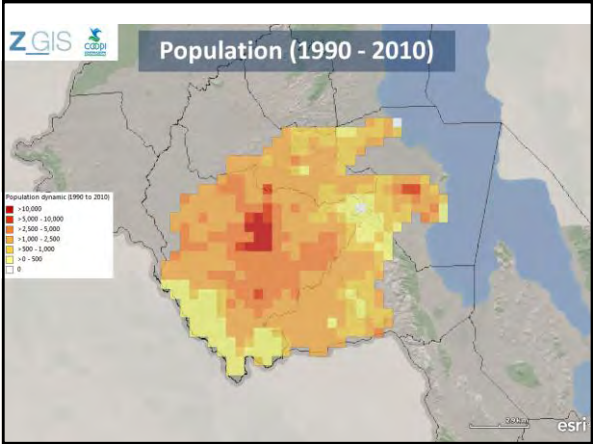 Z_GIS
Population (1990 - 2010)
Population dynamic (1990 to 2010)
>10,000
>5,000 - 10,000
>2,500 - 5,000
>1,000 - 2,500
>500 - 1,000
>0 - 500
0
esri